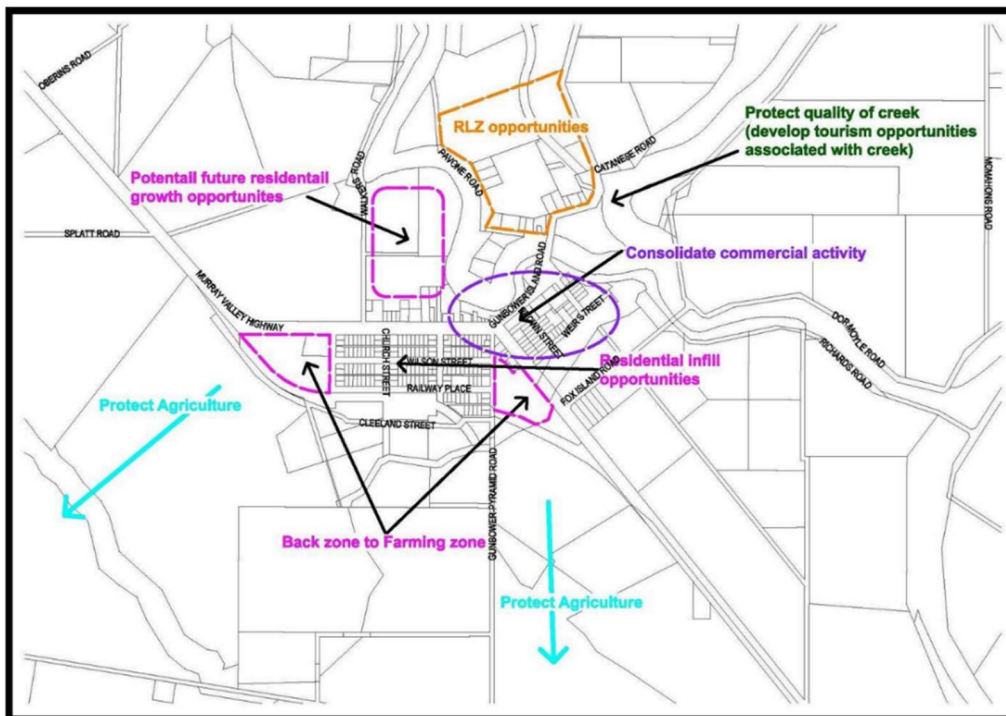 OBERINS ROAD
RLZ opportunities
Protect quality of creek
(develop tourism opportunities
associated with creek)
CATANESE ROAD
MCMAHONS ROAD
PAVONE ROAD
WALKERS ROAD
Potentail future residentail
growth opportunites
SPLATT ROAD
Consolidate commercial activity
GUNBOWER ISLAND ROAD
MURRAY VALLEY HIGHWAY
WEIR STREET
CHURCH STREET
WILSON STREET
Residential infill
opportunities
RAILWAY PLACE
FOX ISLAND ROAD
DOR-MOYLE ROAD
RICHARDS ROAD
Protect Agriculture
CLEELAND STREET
GUNBOWER-PYRAMID ROAD
Back zone to Farming zone
Protect Agriculture